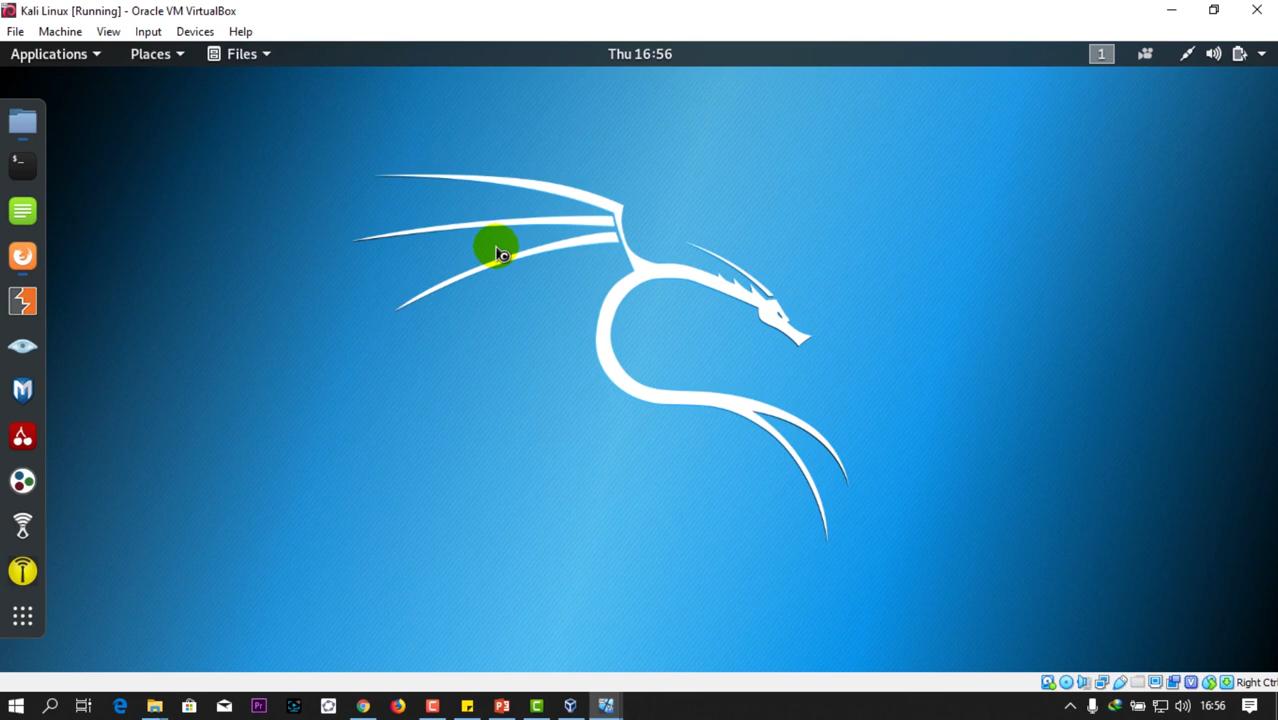 Kali Linux [Running] - Oracle VM VirtualBox
File Machine View Input Devices Help
Applications Places Files Thu 16:56 1
$_
Right Ctrl
Pr
16:56